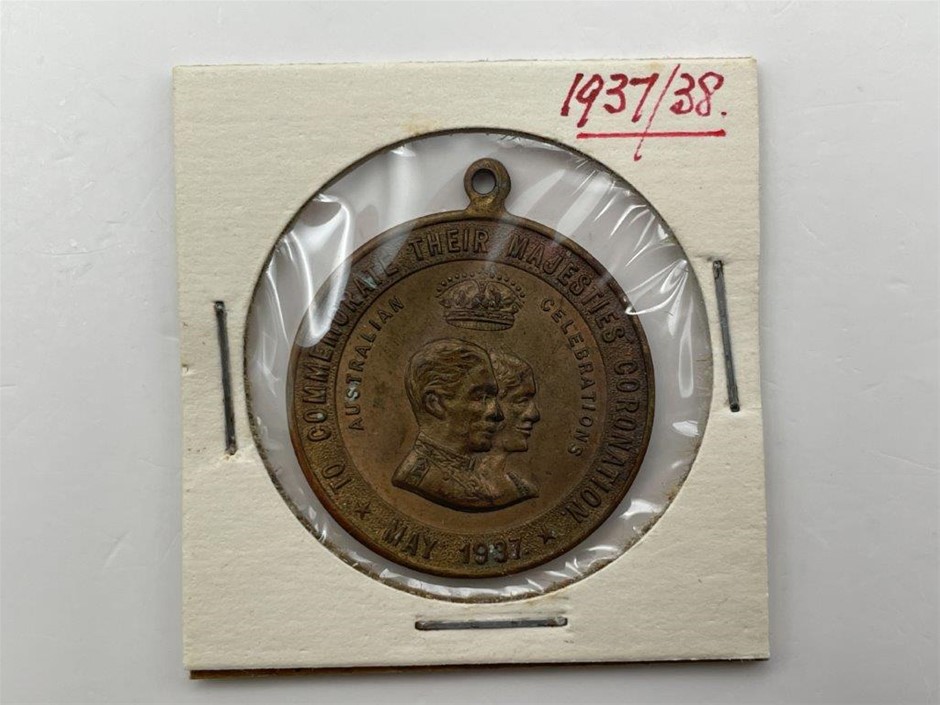 1937/38.
TO COMMEMORATE THEIR MAJESTIES' CORONATION.
AUSTRALIAN CELEBRATIONS
★ MAY 1937 ★